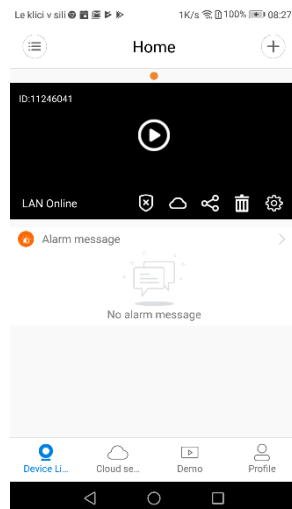 Le klici v sili 1K/s 100% 08:27
Home
ID:11246041
LAN Online
Alarm message
No alarm message
Device Li... Cloud se... Demo Profile